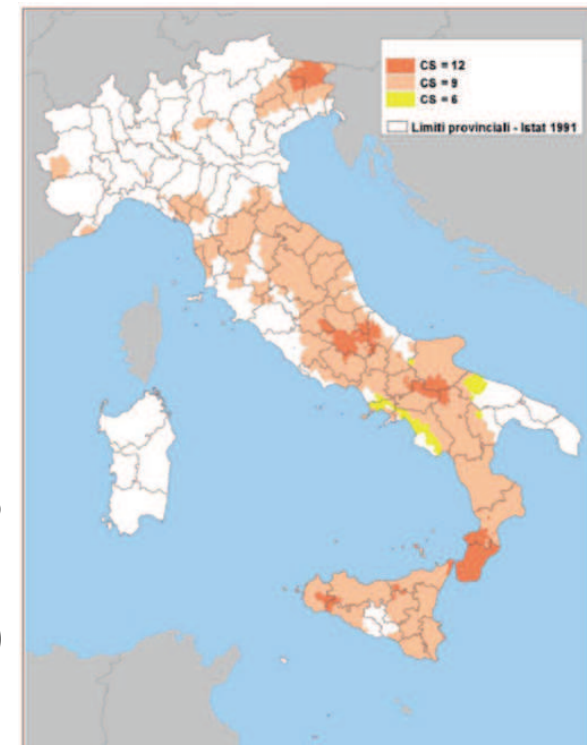 CS = 12
CS = 9
CS = 6
Limiti provinciali - Istat 1991